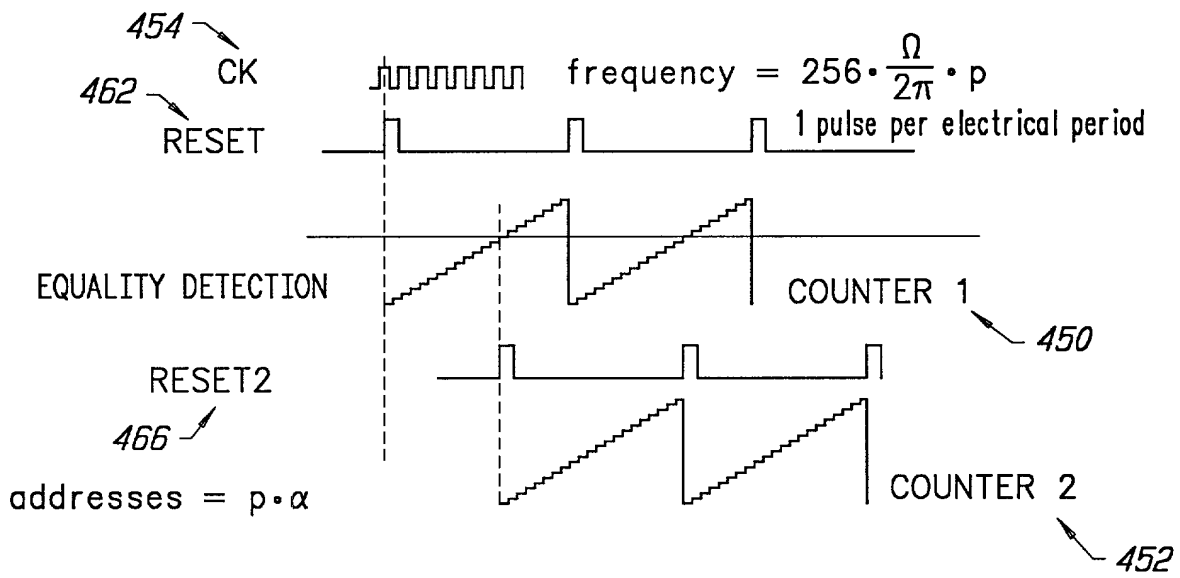 454
CK
frequency = 256 · Ω/2π · p
462
RESET
1 pulse per electrical period
EQUALITY DETECTION
COUNTER 1
450
RESET2
466
addresses = p·α
COUNTER 2
452